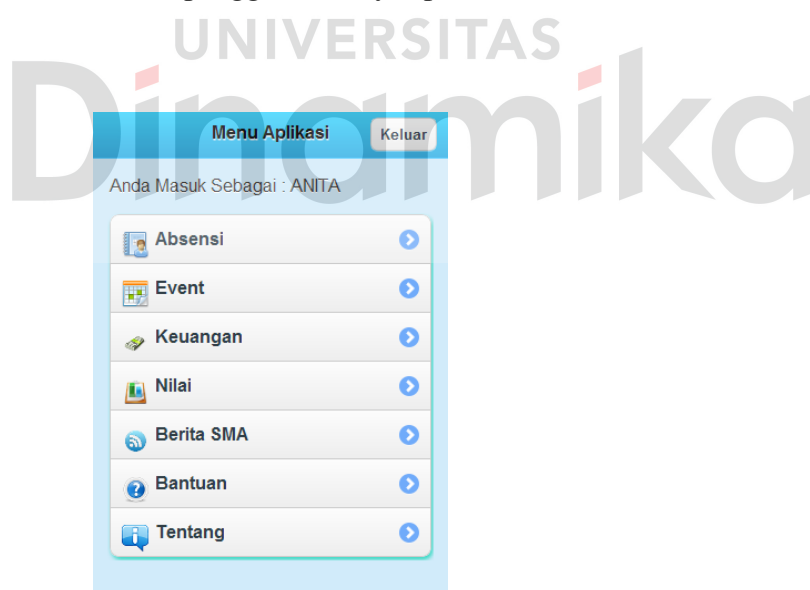 UNIVERSITAS
Dinamika
Menu Aplikasi
Keluar
Anda Masuk Sebagai : ANITA
Absensi
Event
Keuangan
Nilai
Berita SMA
Bantuan
Tentang